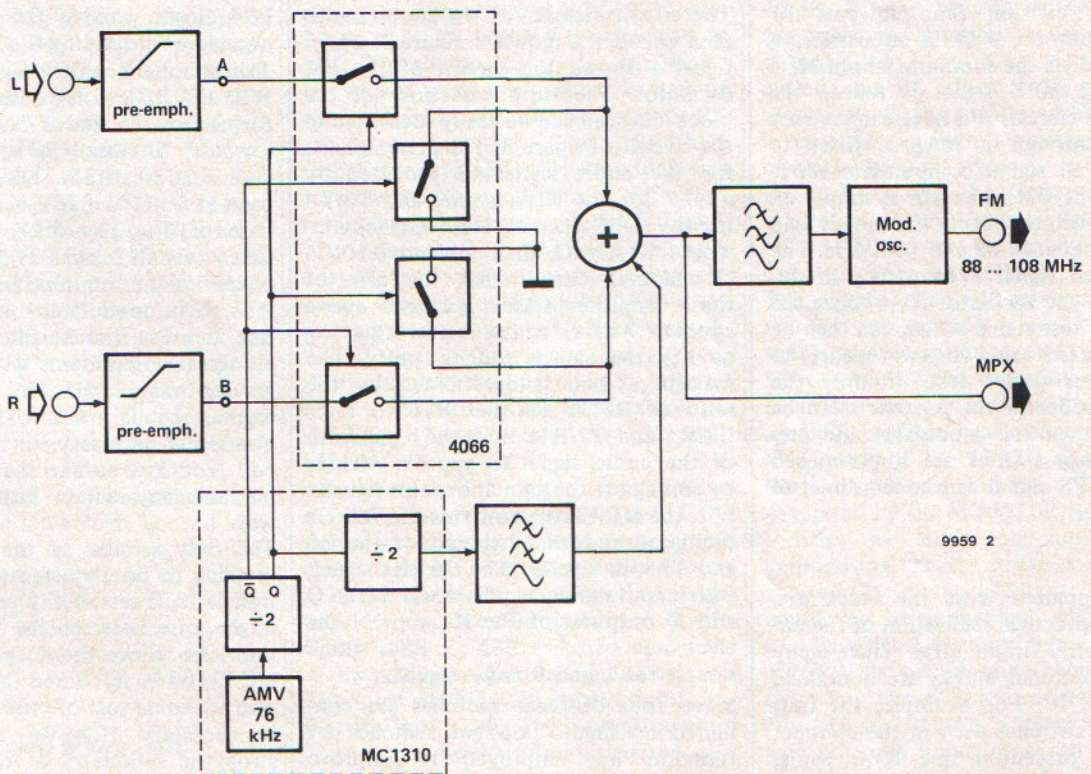 L
pre-emph.
A
R
pre-emph.
B
4066
+
−
Mod.
osc.
FM
88 ... 108 MHz
MPX
9959 2
÷2
Q̅ Q
÷2
AMV
76
kHz
MC1310